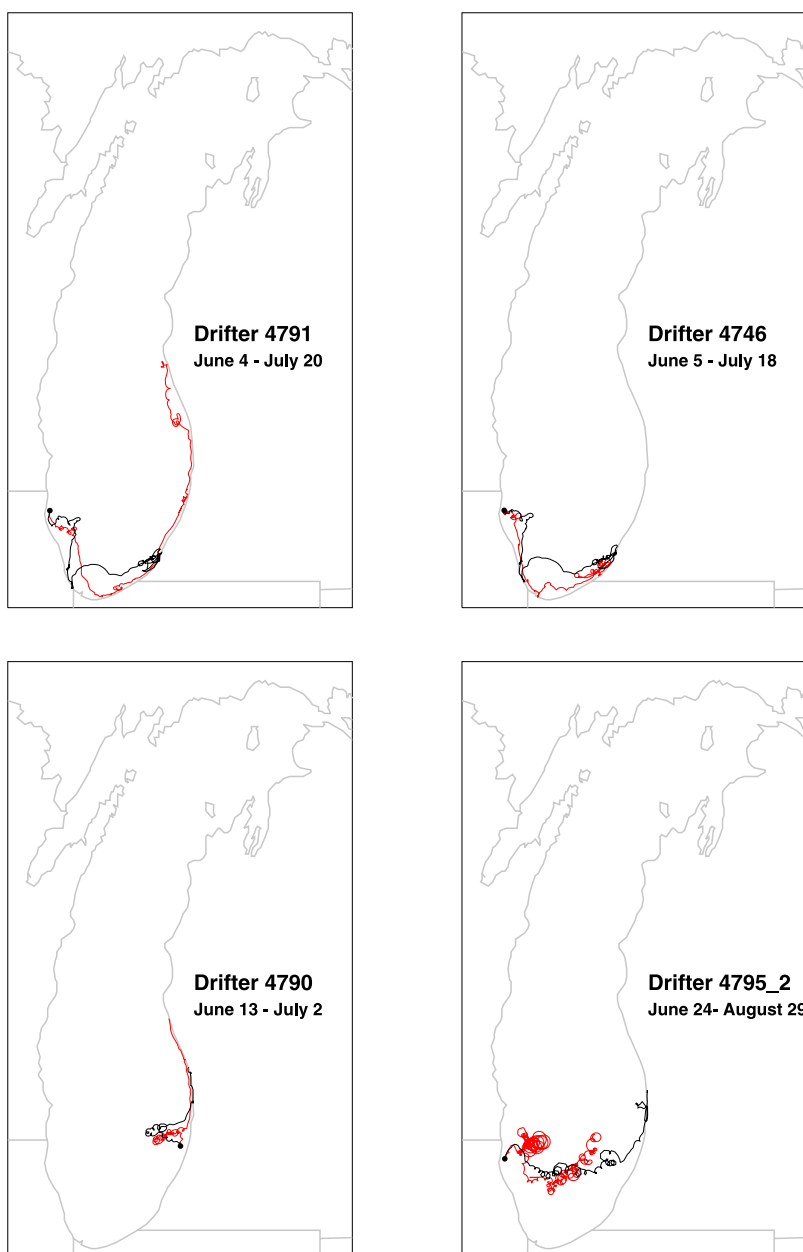 Drifter 4791
June 4 - July 20
Drifter 4746
June 5 - July 18
Drifter 4790
June 13 - July 2
Drifter 4795_2
June 24- August 29